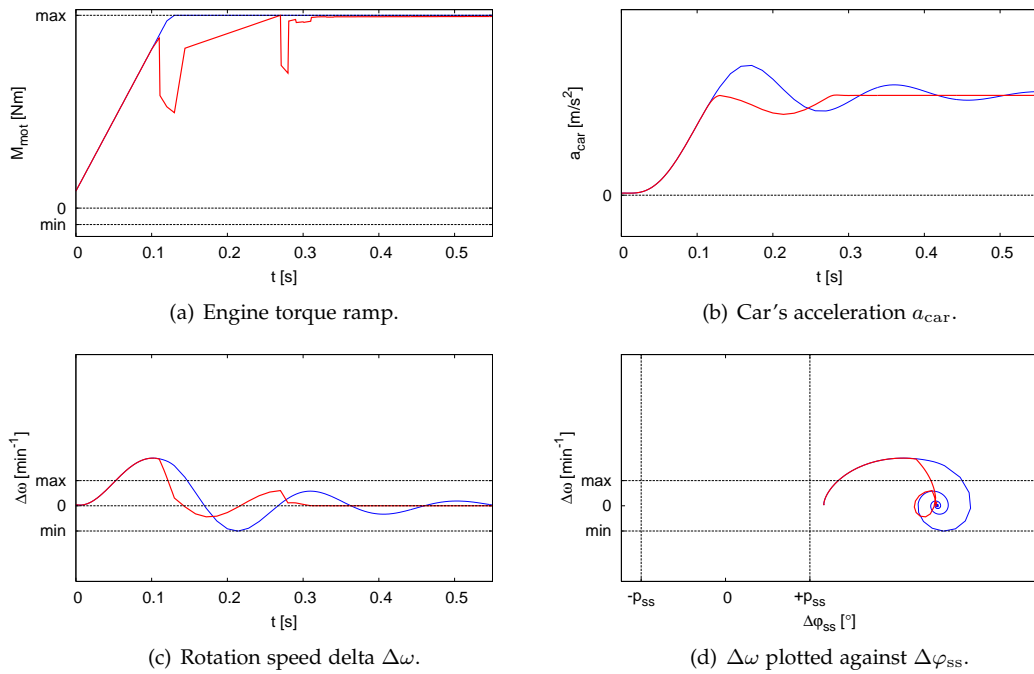 max
M_mot [Nm]
0
min
0 0.1 0.2 0.3 0.4 0.5
t [s]
(a) Engine torque ramp.
a_car [m/s²]
0
0 0.1 0.2 0.3 0.4 0.5
t [s]
(b) Car's acceleration a_car.
Δω [min⁻¹]
max
0
min
0 0.1 0.2 0.3 0.4 0.5
t [s]
(c) Rotation speed delta Δω.
Δω [min⁻¹]
max
0
min
-p_ss 0 +p_ss
Δφ_ss [°]
(d) Δω plotted against Δφ_ss.